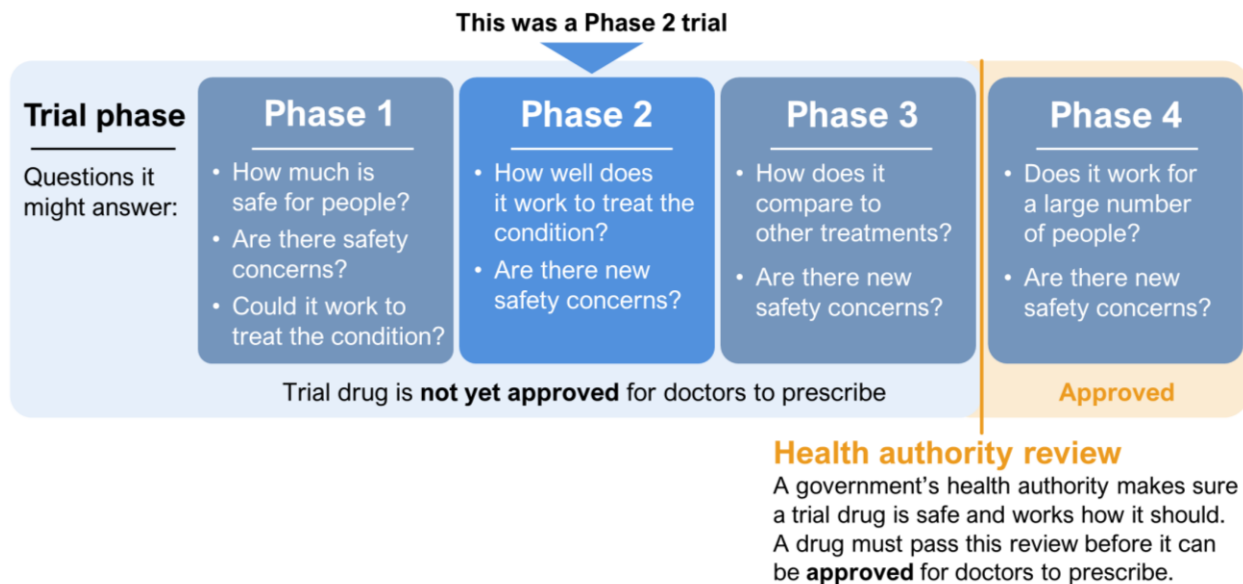 This was a Phase 2 trial
Trial phase
Questions it
might answer:
Phase 1
• How much is
safe for people?
• Are there safety
concerns?
• Could it work to
treat the condition?
Phase 2
• How well does
it work to treat the
condition?
• Are there new
safety concerns?
Phase 3
• How does it
compare to
other treatments?
• Are there new
safety concerns?
Phase 4
• Does it work for
a large number
of people?
• Are there new
safety concerns?
Trial drug is not yet approved for doctors to prescribe
Approved
Health authority review
A government’s health authority makes sure
a trial drug is safe and works how it should.
A drug must pass this review before it can
be approved for doctors to prescribe.